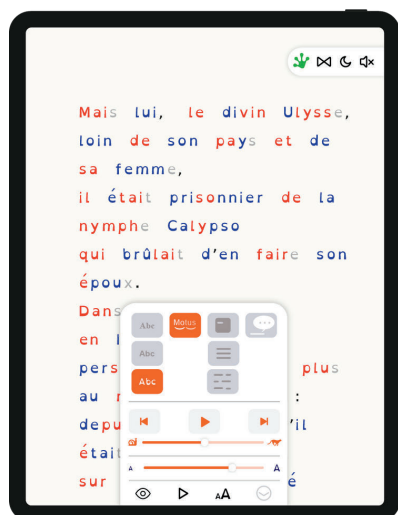 Mais lui, le divin Ulysse,
loin de son pays et de
sa femme,
il était prisonnier de la
nymphe Calypso
qui brûlait d'en faire son
époux.
Dans
en
pers plus
au :
depu 'il
étai
sur é
Abc Motus
Abc
Abc
A A
AA